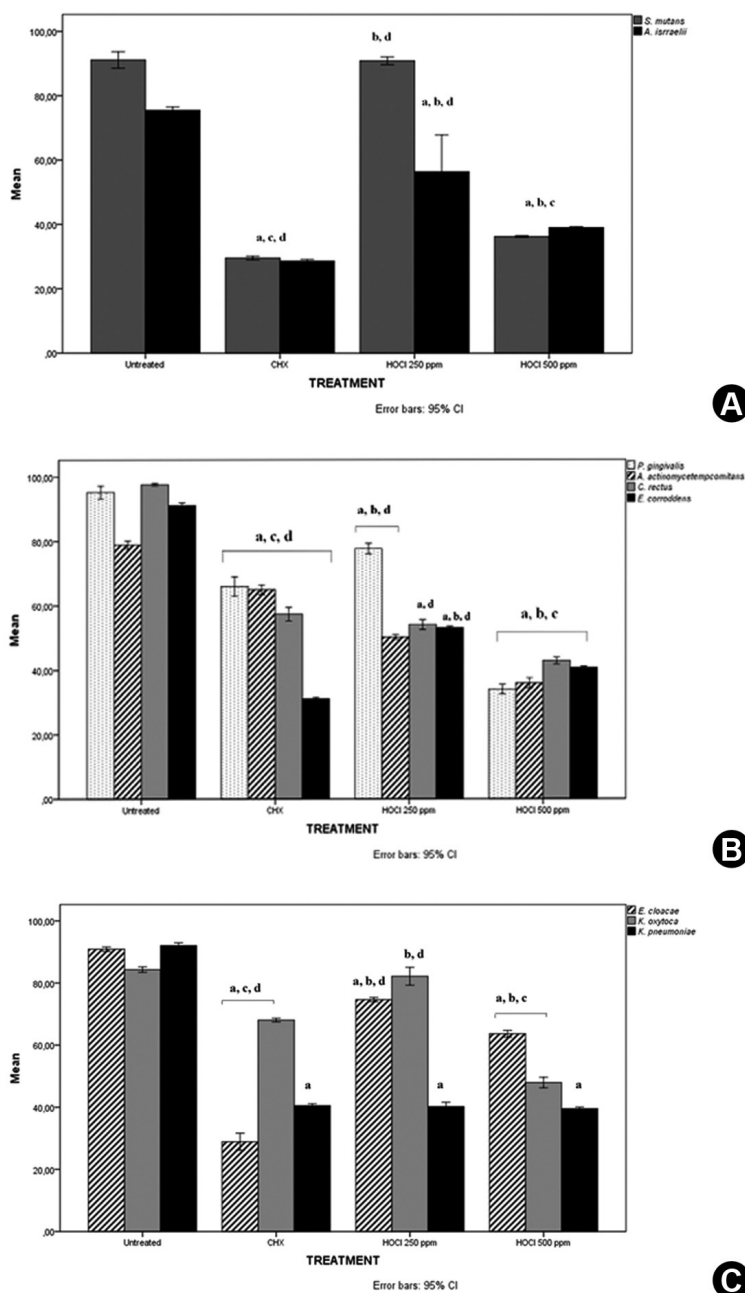 S. mutans
A. isrraelii
100,00
80,00
60,00
40,00
20,00
,00
Mean
b, d
a, b, d
a, c, d
a, b, c
Untreated
CHX
HOCl 250 ppm
HOCl 500 ppm
TREATMENT
Error bars: 95% CI
A
P. gingivalis
A. actinomycetempcomitans
C. rectus
E. corroddens
100,00
80,00
60,00
40,00
20,00
,00
Mean
a, c, d
a, b, d
a, d
a, b, d
a, b, c
Untreated
CHX
HOCl 250 ppm
HOCl 500 ppm
TREATMENT
Error bars: 95% CI
B
E. cloacae
K. oxytoca
K. pneumoniae
100,00
80,00
60,00
40,00
20,00
,00
Mean
a, c, d
a
a, b, d
b, d
a
a, b, c
a
Untreated
CHX
HOCl 250 ppm
HOCl 500 ppm
TREATMENT
Error bars: 95% CI
C